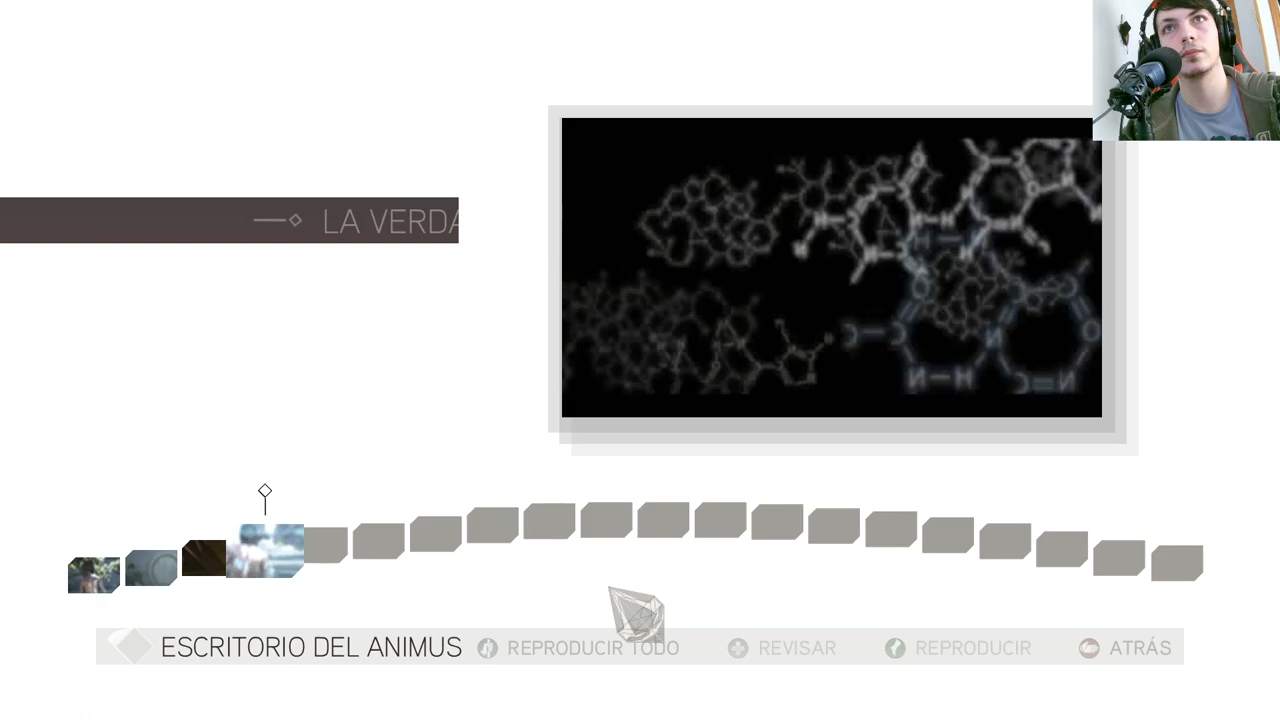 LA VERDA
ESCRITORIO DEL ANIMUS REPRODUCIR TODO REVISAR REPRODUCIR ATRÁS